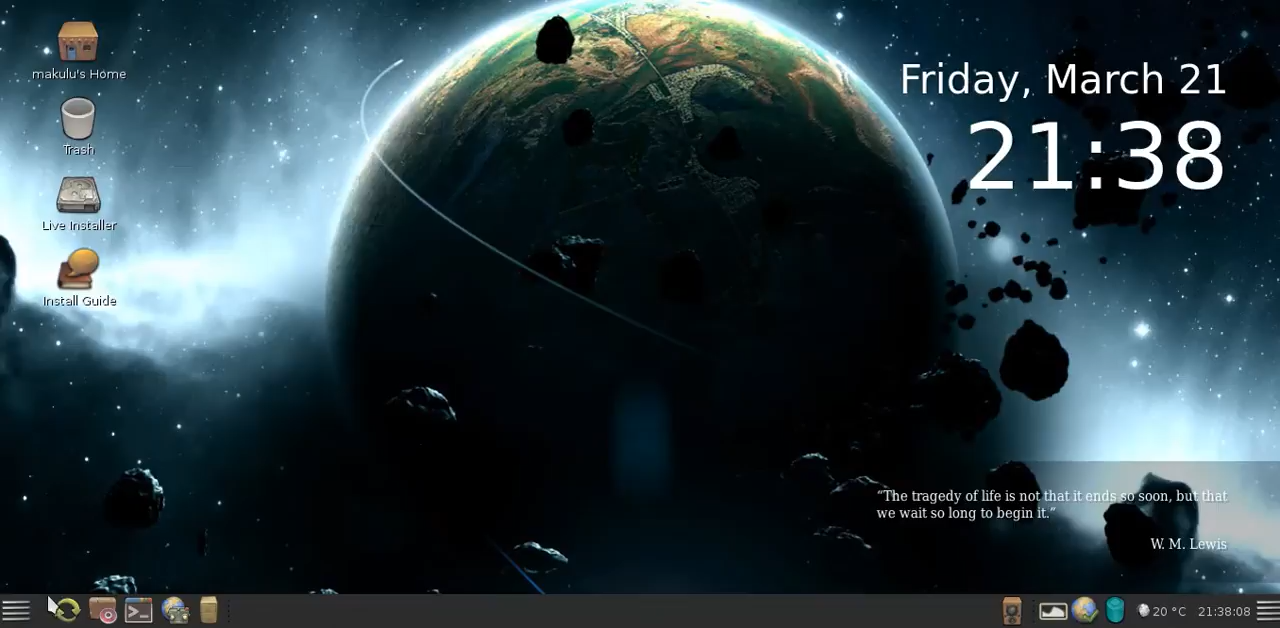 makulu's Home
Trash
Live Installer
Install Guide
Friday, March 21
21:38
“The tragedy of life is not that it ends so soon, but that
we wait so long to begin it.”
W. M. Lewis
20 °C 21:38:08